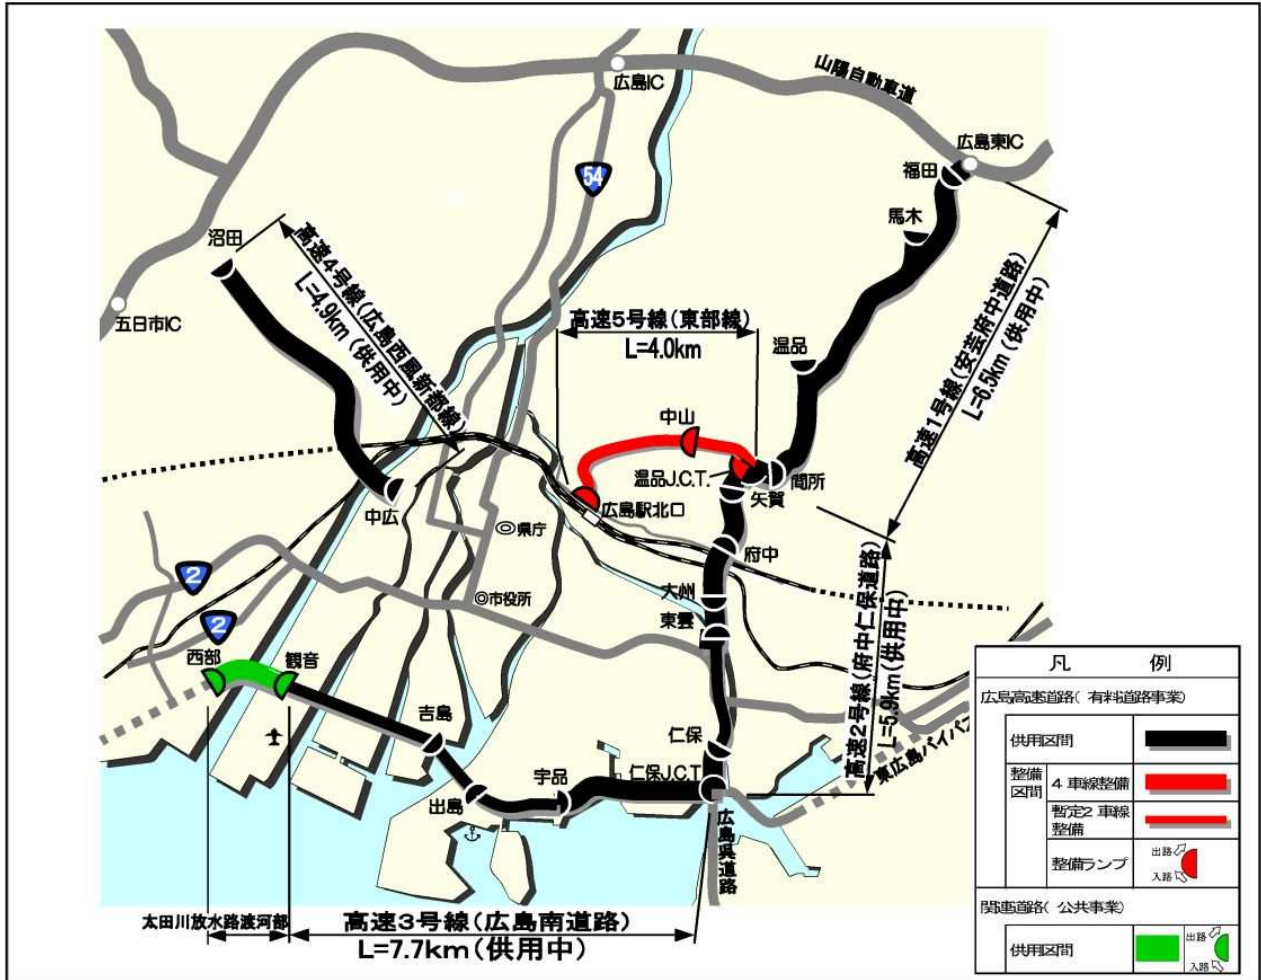 広島IC
山陽自動車道
広島東IC
福田
54
馬木
沼田
高速4号線(広島西風新都線)
L=4.9km(供用中)
五日市IC
高速5号線(東部線)
L=4.0km
温品
高速1号線(安芸府中道路)
L=6.5km(供用中)
中山
温品J.C.T.
間所
矢賀
広島駅北口
中広
◎県庁
府中
2
大州
◎市役所
東雲
2
高速2号線(府中仁保道路)
L=5.9km(供用中)
西部
観音
吉島
仁保
東広島バイパス
宇品
仁保J.C.T
出島
広島呉道路
太田川放水路渡河部
高速3号線(広島南道路)
L=7.7km(供用中)
凡 例
広島高速道路( 有料道路事業)
供用区間
整備
区間
4 車線整備
暫定2 車線
整備
整備ランプ
出路
入路
関連道路( 公共事業)
供用区間
出路
入路